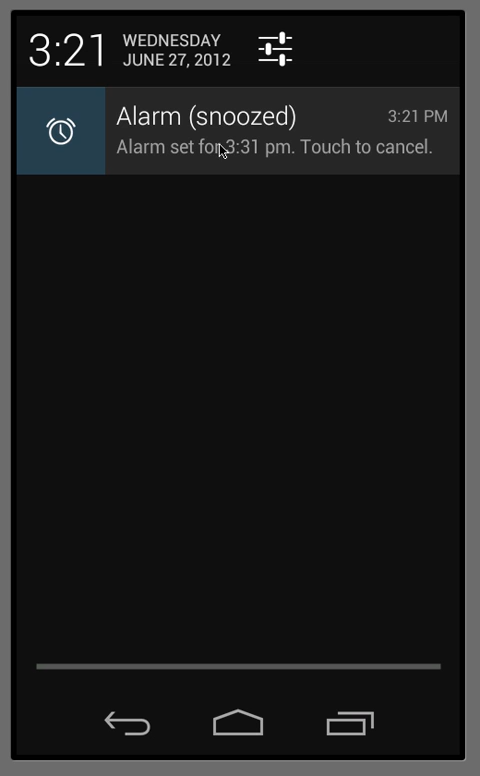 3:21
WEDNESDAY
JUNE 27, 2012
Alarm (snoozed)
3:21 PM
Alarm set for 3:31 pm. Touch to cancel.